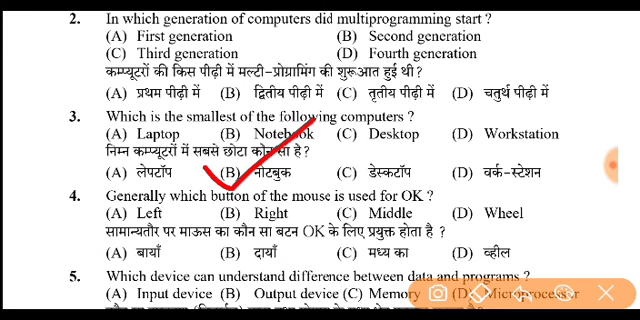 2. In which generation of computers did multiprogramming start ?
(A) First generation (B) Second generation
(C) Third generation (D) Fourth generation
कम्प्यूटरों की किस पीढ़ी में मल्टी-प्रोग्रामिंग की शुरूआत हुई थी ?
(A) प्रथम पीढ़ी में (B) द्वितीय पीढ़ी में (C) तृतीय पीढ़ी में (D) चतुर्थ पीढ़ी में
3. Which is the smallest of the following computers ?
(A) Laptop (B) Notebook (C) Desktop (D) Workstation
निम्न कम्प्यूटरों में सबसे छोटा कौन सा है ?
(A) लेपटॉप (B) नोटबुक (C) डेस्कटॉप (D) वर्क-स्टेशन
4. Generally which button of the mouse is used for OK ?
(A) Left (B) Right (C) Middle (D) Wheel
सामान्यतौर पर माऊस का कौन सा बटन OK के लिए प्रयुक्त होता है ?
(A) बायाँ (B) दायाँ (C) मध्य का (D) व्हील
5. Which device can understand difference between data and programs ?
(A) Input device (B) Output device (C) Memory (D) Microprocessor